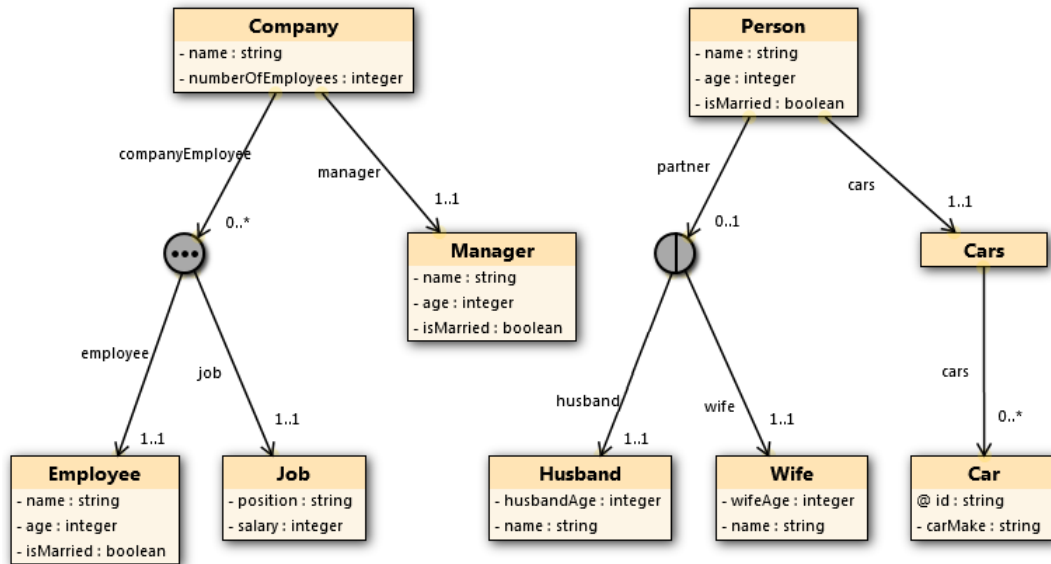 Company
- name : string
- numberOfEmployees : integer
Person
- name : string
- age : integer
- isMarried : boolean
companyEmployee
0..*
manager
1..1
partner
0..1
cars
1..1
Manager
- name : string
- age : integer
- isMarried : boolean
Cars
employee
1..1
job
1..1
husband
1..1
wife
1..1
cars
0..*
Employee
- name : string
- age : integer
- isMarried : boolean
Job
- position : string
- salary : integer
Husband
- husbandAge : integer
- name : string
Wife
- wifeAge : integer
- name : string
Car
@ id : string
- carMake : string